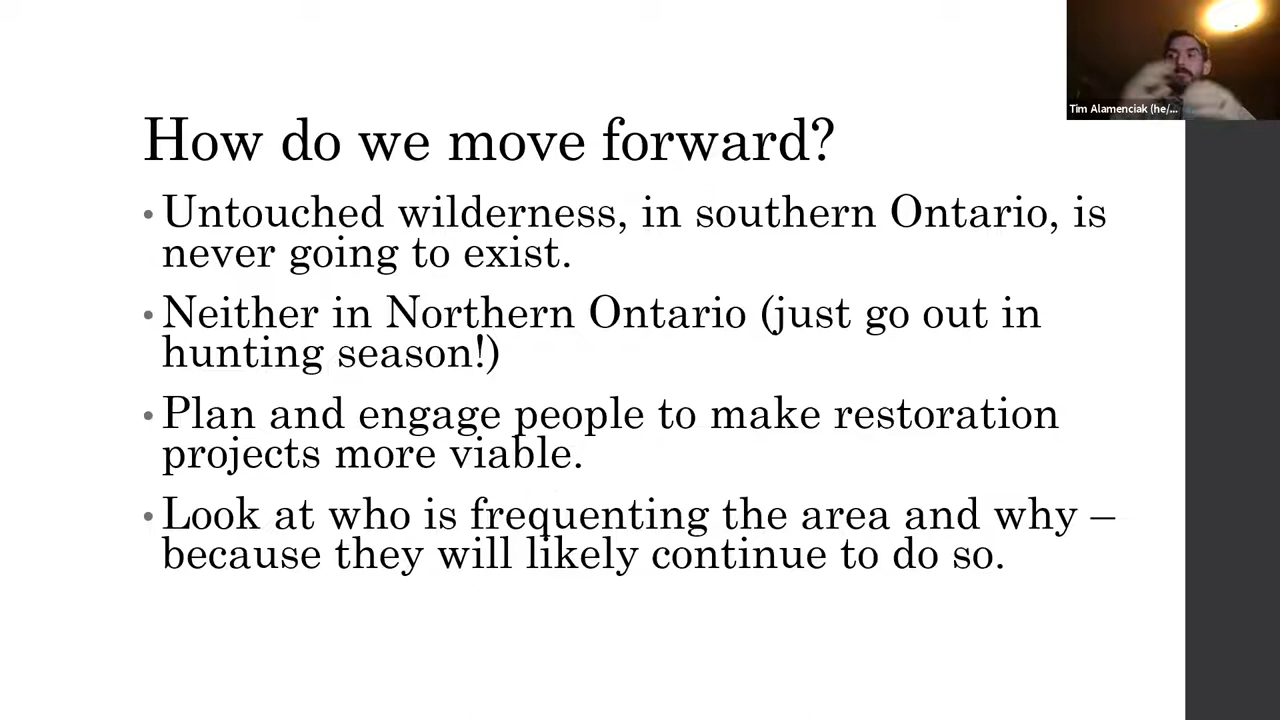 Tim Alamenciak (he/...
How do we move forward?
• Untouched wilderness, in southern Ontario, is
never going to exist.
• Neither in Northern Ontario (just go out in
hunting season!)
• Plan and engage people to make restoration
projects more viable.
• Look at who is frequenting the area and why –
because they will likely continue to do so.